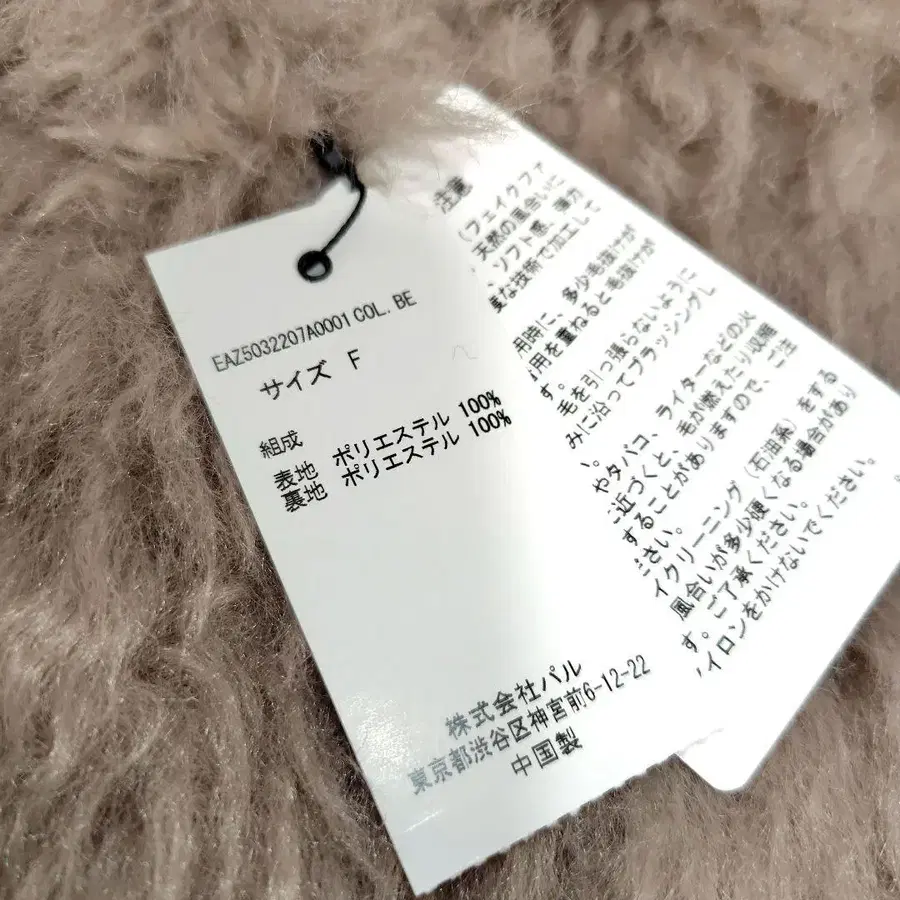 EAZ5032207A0001 COL. BE
サイズ F
組成
表地 ポリエステル 100%
裏地 ポリエステル 100%
株式会社パル
東京都渋谷区神宮前6-12-22
中国製
注意
(フェイクファ
天然の風合いに
ソフト感、弾力
度な技術で加工して
用時に、多少毛抜けが
用を重ねると毛抜けが
す。
毛を引っ張らないように
みに沿ってブラッシングし
、
やタバコ、ライターなどの火
に近づくと、毛が燃えたり収縮
することがありますので、ご注
ださい。
イクリーニング (石油系) をする
風合いが多少硬くなる場合があり
す。ご了承ください。
イロンをかけないでください。